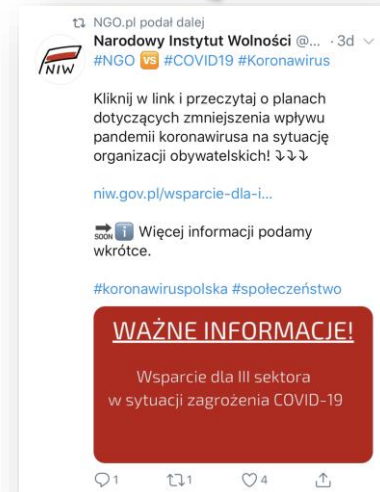 NGO.pl podał dalej
Narodowy Instytut Wolności @... · 3d
#NGO VS #COVID19 #Koronawirus
NIW
Kliknij w link i przeczytaj o planach
dotyczących zmniejszenia wpływu
pandemii koronawirusa na sytuację
organizacji obywatelskich!
niw.gov.pl/wsparcie-dla-i...
SOON i Więcej informacji podamy
wkrótce.
#koronawiruspolska #społeczeństwo
WAŻNE INFORMACJE!
Wsparcie dla III sektora
w sytuacji zagrożenia COVID-19
1 1 4